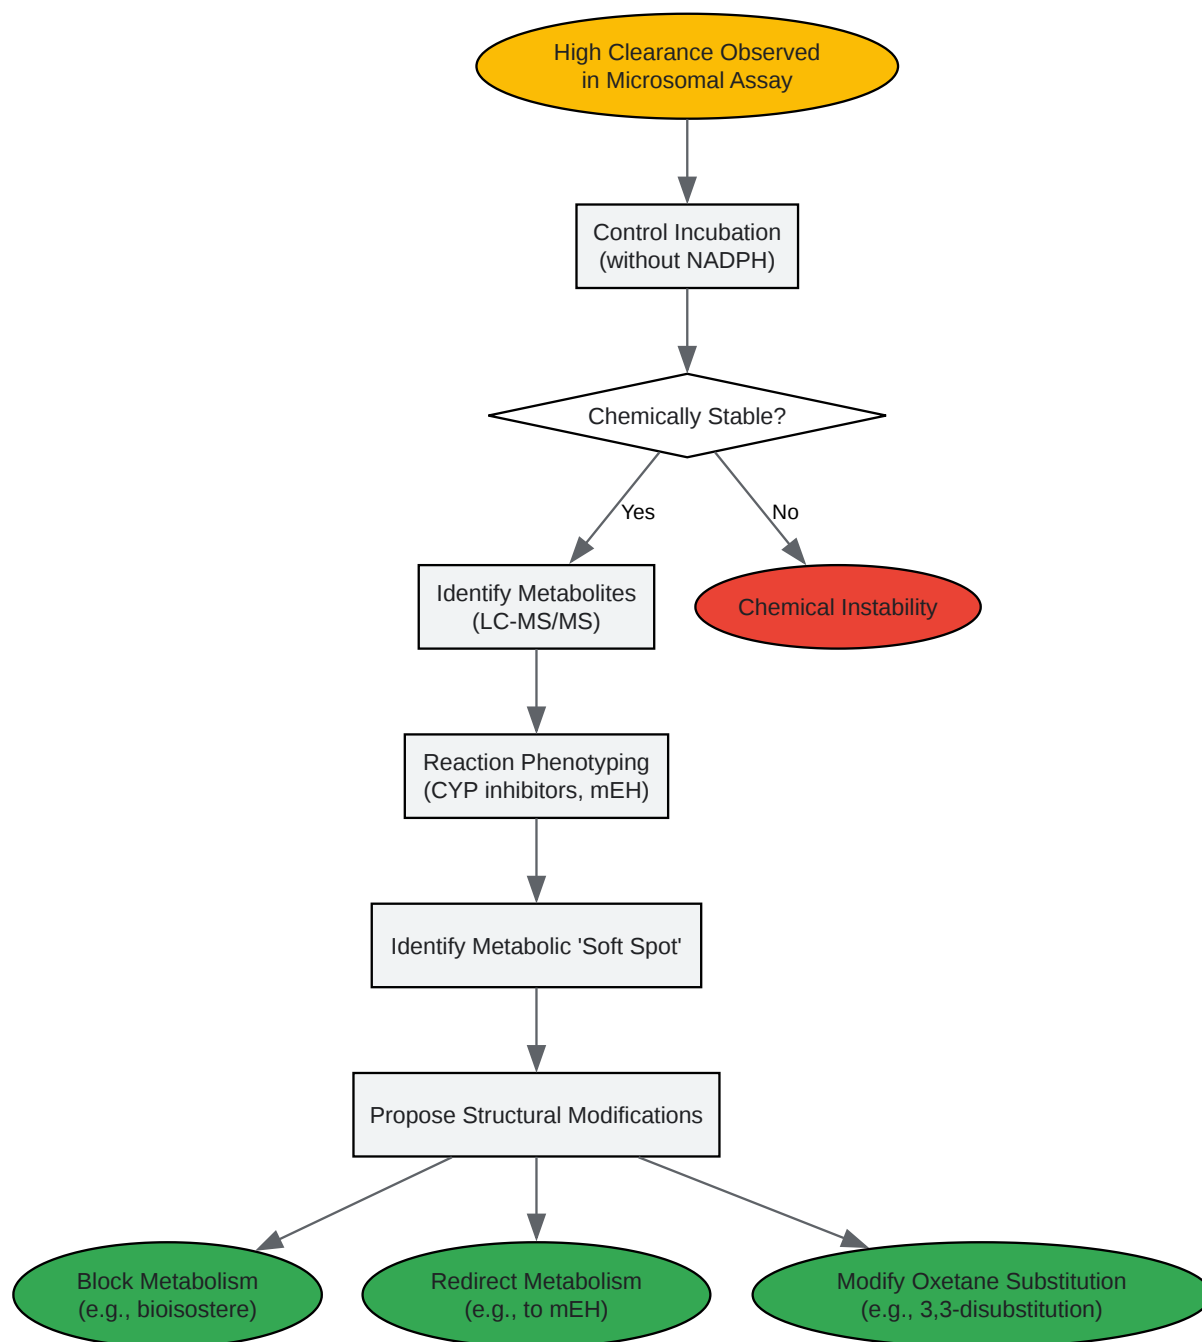 High Clearance Observed
in Microsomal Assay
Control Incubation
(without NADPH)
Chemically Stable?
Yes
No
Identify Metabolites
(LC-MS/MS)
Chemical Instability
Reaction Phenotyping
(CYP inhibitors, mEH)
Identify Metabolic 'Soft Spot'
Propose Structural Modifications
Block Metabolism
(e.g., bioisostere)
Redirect Metabolism
(e.g., to mEH)
Modify Oxetane Substitution
(e.g., 3,3-disubstitution)